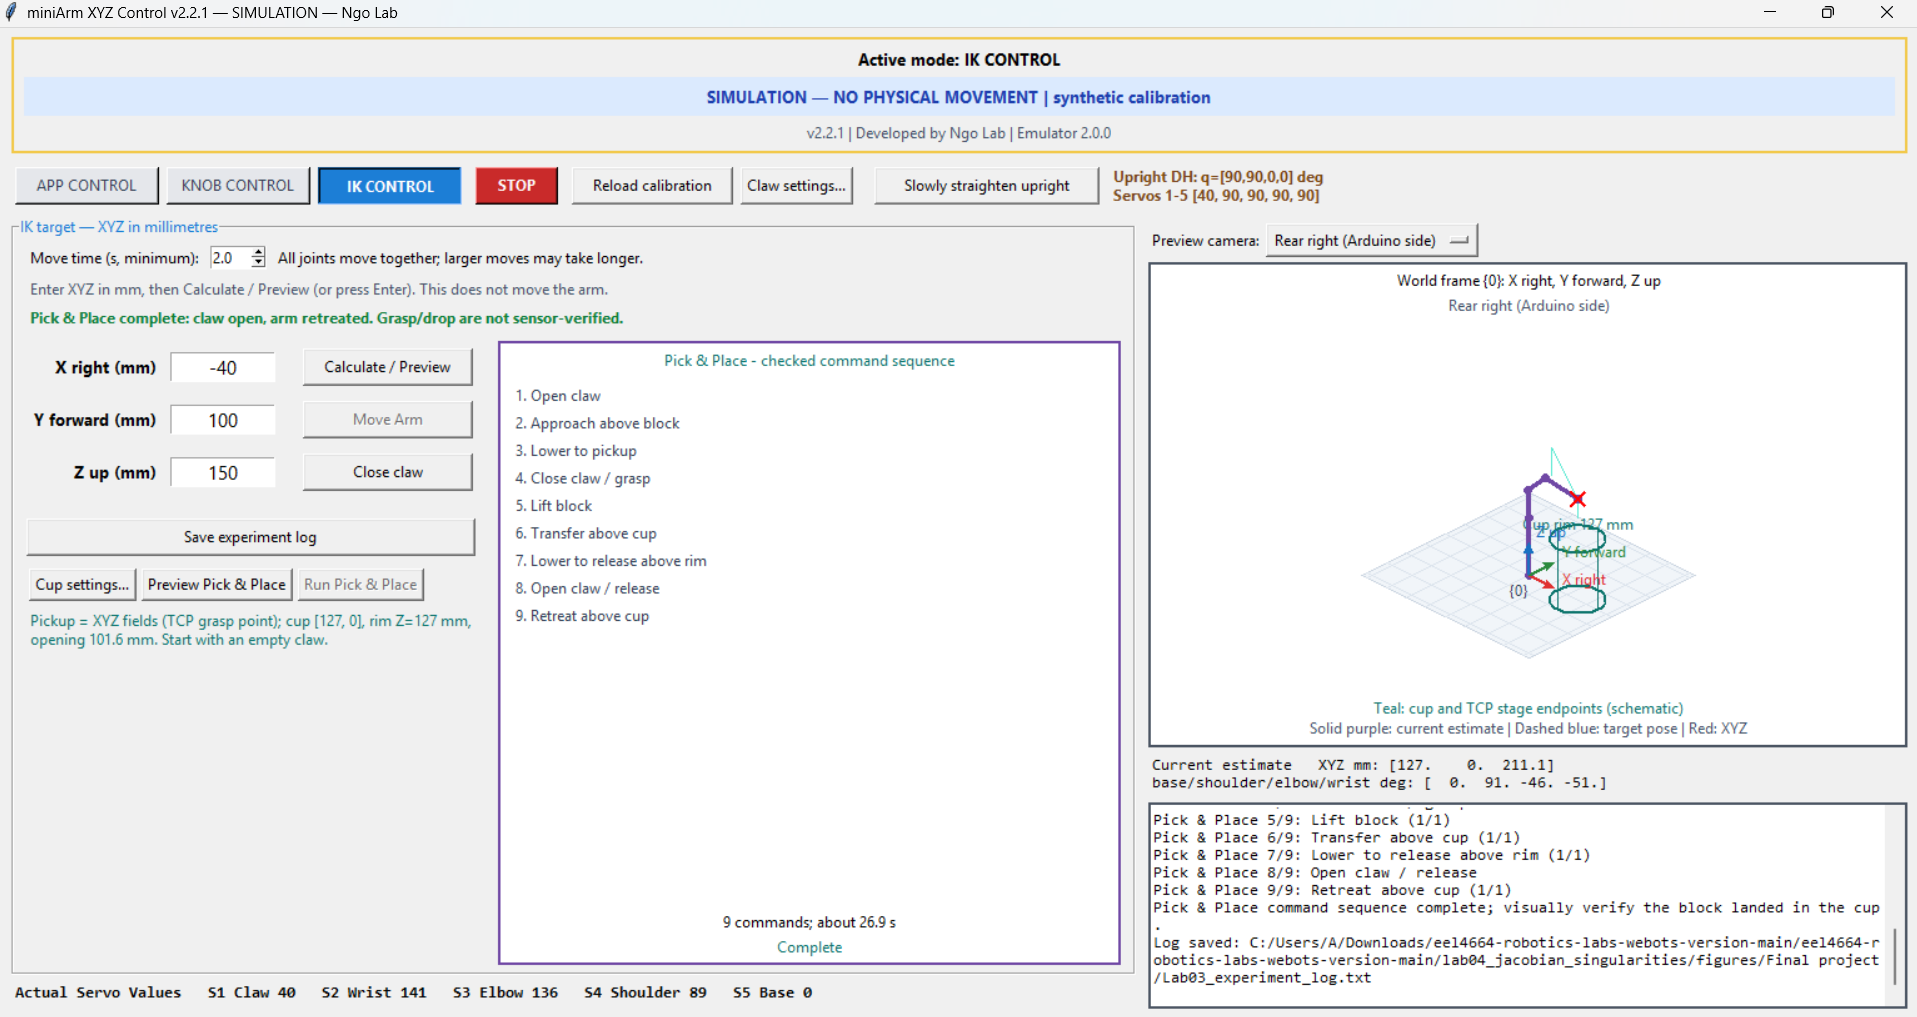 miniArm XYZ Control v2.2.1 — SIMULATION — Ngo Lab
Active mode: IK CONTROL
SIMULATION — NO PHYSICAL MOVEMENT | synthetic calibration
v2.2.1 | Developed by Ngo Lab | Emulator 2.0.0
APP CONTROL
KNOB CONTROL
IK CONTROL
STOP
Reload calibration
Claw settings...
Slowly straighten upright
Upright DH: q=[90,90,0,0] deg
Servos 1-5 [40, 90, 90, 90, 90]
IK target — XYZ in millimetres
Move time (s, minimum): 2.0 All joints move together; larger moves may take longer.
Enter XYZ in mm, then Calculate / Preview (or press Enter). This does not move the arm.
Pick & Place complete: claw open, arm retreated. Grasp/drop are not sensor-verified.
X right (mm) -40 Calculate / Preview
Y forward (mm) 100 Move Arm
Z up (mm) 150 Close claw
Save experiment log
Cup settings... Preview Pick & Place Run Pick & Place
Pickup = XYZ fields (TCP grasp point); cup [127, 0], rim Z=127 mm,
opening 101.6 mm. Start with an empty claw.
Pick & Place - checked command sequence
1. Open claw
2. Approach above block
3. Lower to pickup
4. Close claw / grasp
5. Lift block
6. Transfer above cup
7. Lower to release above rim
8. Open claw / release
9. Retreat above cup
9 commands; about 26.9 s
Complete
Preview camera: Rear right (Arduino side)
World frame {0}: X right, Y forward, Z up
Rear right (Arduino side)
Cup rim 127 mm
Z up
Y forward
X right
{0}
Teal: cup and TCP stage endpoints (schematic)
Solid purple: current estimate | Dashed blue: target pose | Red: XYZ
Current estimate XYZ mm: [127. 0. 211.1]
base/shoulder/elbow/wrist deg: [ 0. 91. -46. -51.]
Pick & Place 5/9: Lift block (1/1)
Pick & Place 6/9: Transfer above cup (1/1)
Pick & Place 7/9: Lower to release above rim (1/1)
Pick & Place 8/9: Open claw / release
Pick & Place 9/9: Retreat above cup (1/1)
Pick & Place command sequence complete; visually verify the block landed in the cup
.
Log saved: C:/Users/A/Downloads/eel4664-robotics-labs-webots-version-main/eel4664-r
obotics-labs-webots-version-main/lab04_jacobian_singularities/figures/Final project
/Lab03_experiment_log.txt
Actual Servo Values S1 Claw 40 S2 Wrist 141 S3 Elbow 136 S4 Shoulder 89 S5 Base 0